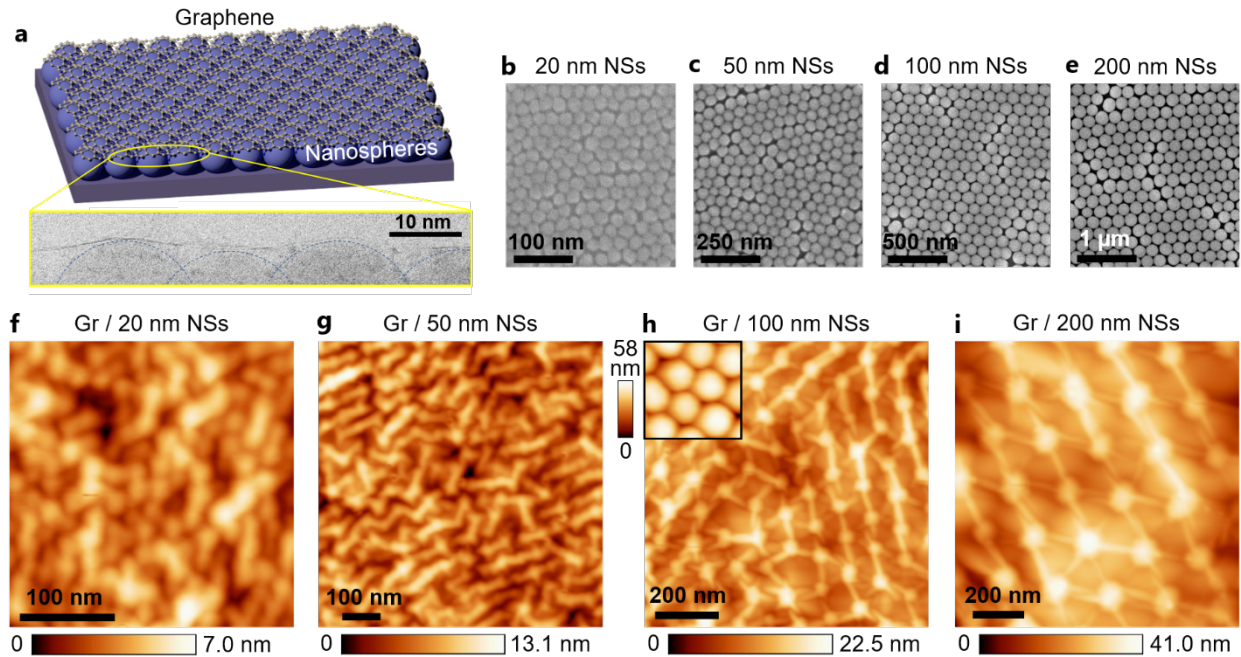 a
Graphene
Nanospheres
10 nm
b 20 nm NSs
100 nm
c 50 nm NSs
250 nm
d 100 nm NSs
500 nm
e 200 nm NSs
1 µm
f Gr / 20 nm NSs
100 nm
0 7.0 nm
g Gr / 50 nm NSs
100 nm
0 13.1 nm
h Gr / 100 nm NSs
58
nm
0
200 nm
0 22.5 nm
i Gr / 200 nm NSs
200 nm
0 41.0 nm